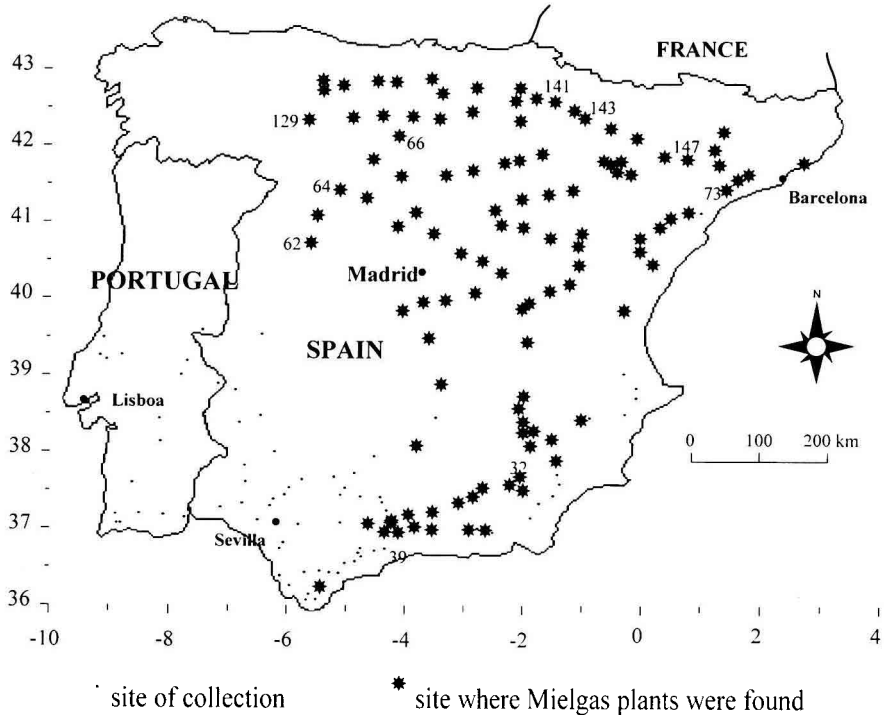 43
FRANCE
141
143
42
129
66
147
64
73
Barcelona
41
62
Madrid
PORTUGAL
40
N
SPAIN
39
Lisboa
38
0 100 200 km
32
37
Sevilla
39
36
-10 -8 -6 -4 -2 0 2 4
site of collection
site where Mielgas plants were found